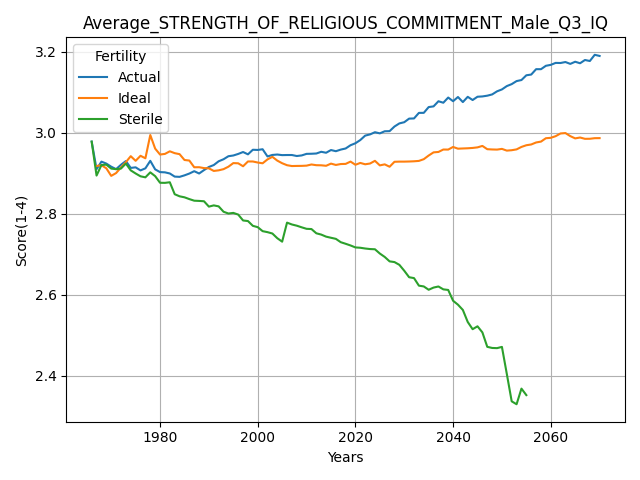 Average_STRENGTH_OF_RELIGIOUS_COMMITMENT_Male_Q3_IQ
Fertility
Actual
Ideal
Sterile
Score(1-4)
3.2
3.0
2.8
2.6
2.4
1980
2000
2020
2040
2060
Years